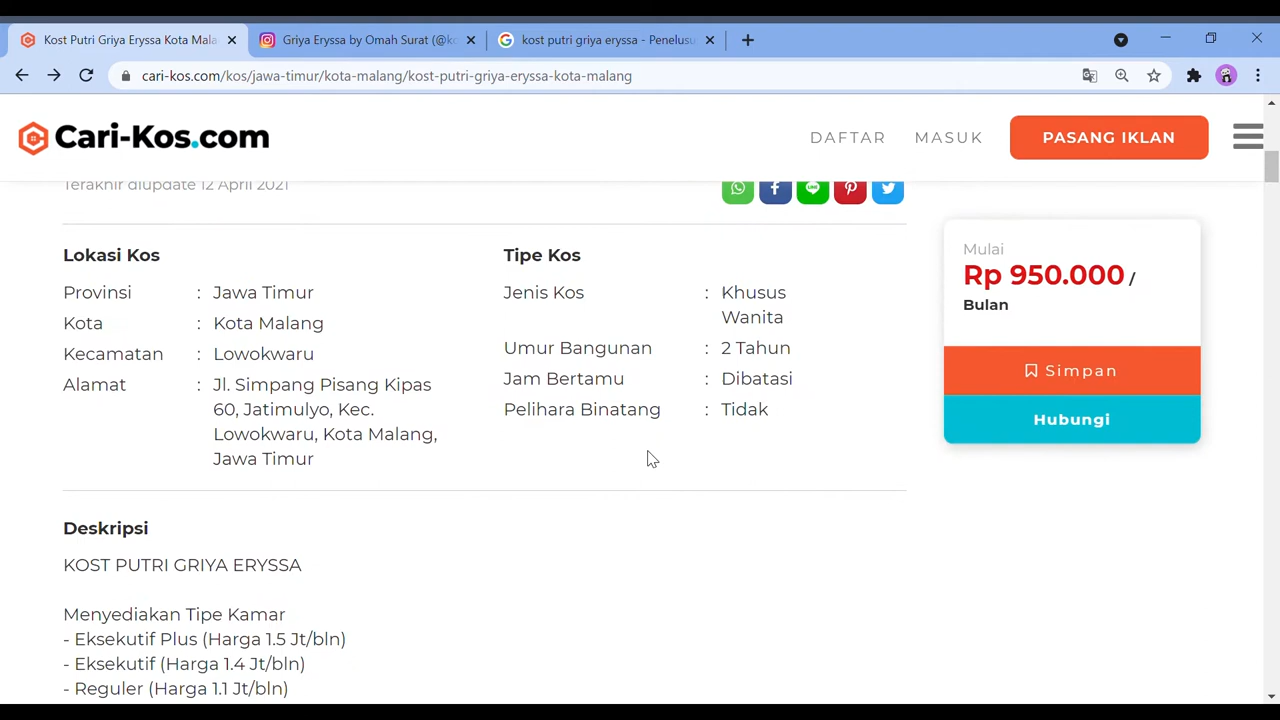 Kost Putri Griya Eryssa Kota Mala
Griya Eryssa by Omah Surat (@ko
kost putri griya eryssa - Penelusu
cari-kos.com/kos/jawa-timur/kota-malang/kost-putri-griya-eryssa-kota-malang
Cari-Kos.com
DAFTAR
MASUK
PASANG IKLAN
Terakhir diupdate 12 April 2021
Lokasi Kos
Provinsi : Jawa Timur
Kota : Kota Malang
Kecamatan : Lowokwaru
Alamat : Jl. Simpang Pisang Kipas
60, Jatimulyo, Kec.
Lowokwaru, Kota Malang,
Jawa Timur
Tipe Kos
Jenis Kos : Khusus
Wanita
Umur Bangunan : 2 Tahun
Jam Bertamu : Dibatasi
Pelihara Binatang : Tidak
Mulai
Rp 950.000 /
Bulan
Simpan
Hubungi
Deskripsi
KOST PUTRI GRIYA ERYSSA
Menyediakan Tipe Kamar
- Eksekutif Plus (Harga 1.5 Jt/bln)
- Eksekutif (Harga 1.4 Jt/bln)
- Reguler (Harga 1.1 Jt/bln)